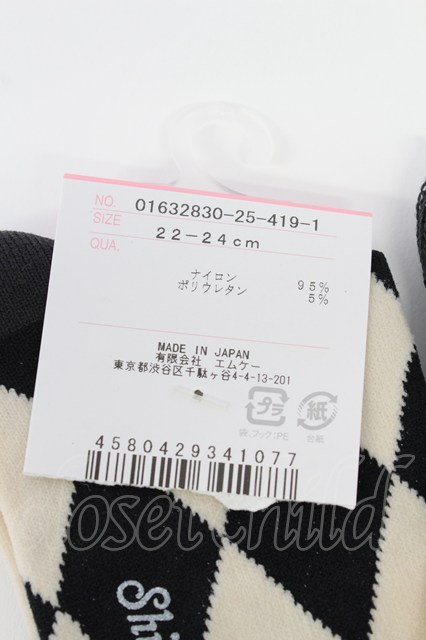 NO. 01632830-25-419-1
SIZE
22-24cm
QUA.
ナイロン 95%
ポリウレタン 5%
MADE IN JAPAN
有限会社 エムケー
東京都渋谷区千駄ヶ谷4-4-13-201
プラ 紙
袋,フック:PE 台紙
4580429341077
closet child
Shi